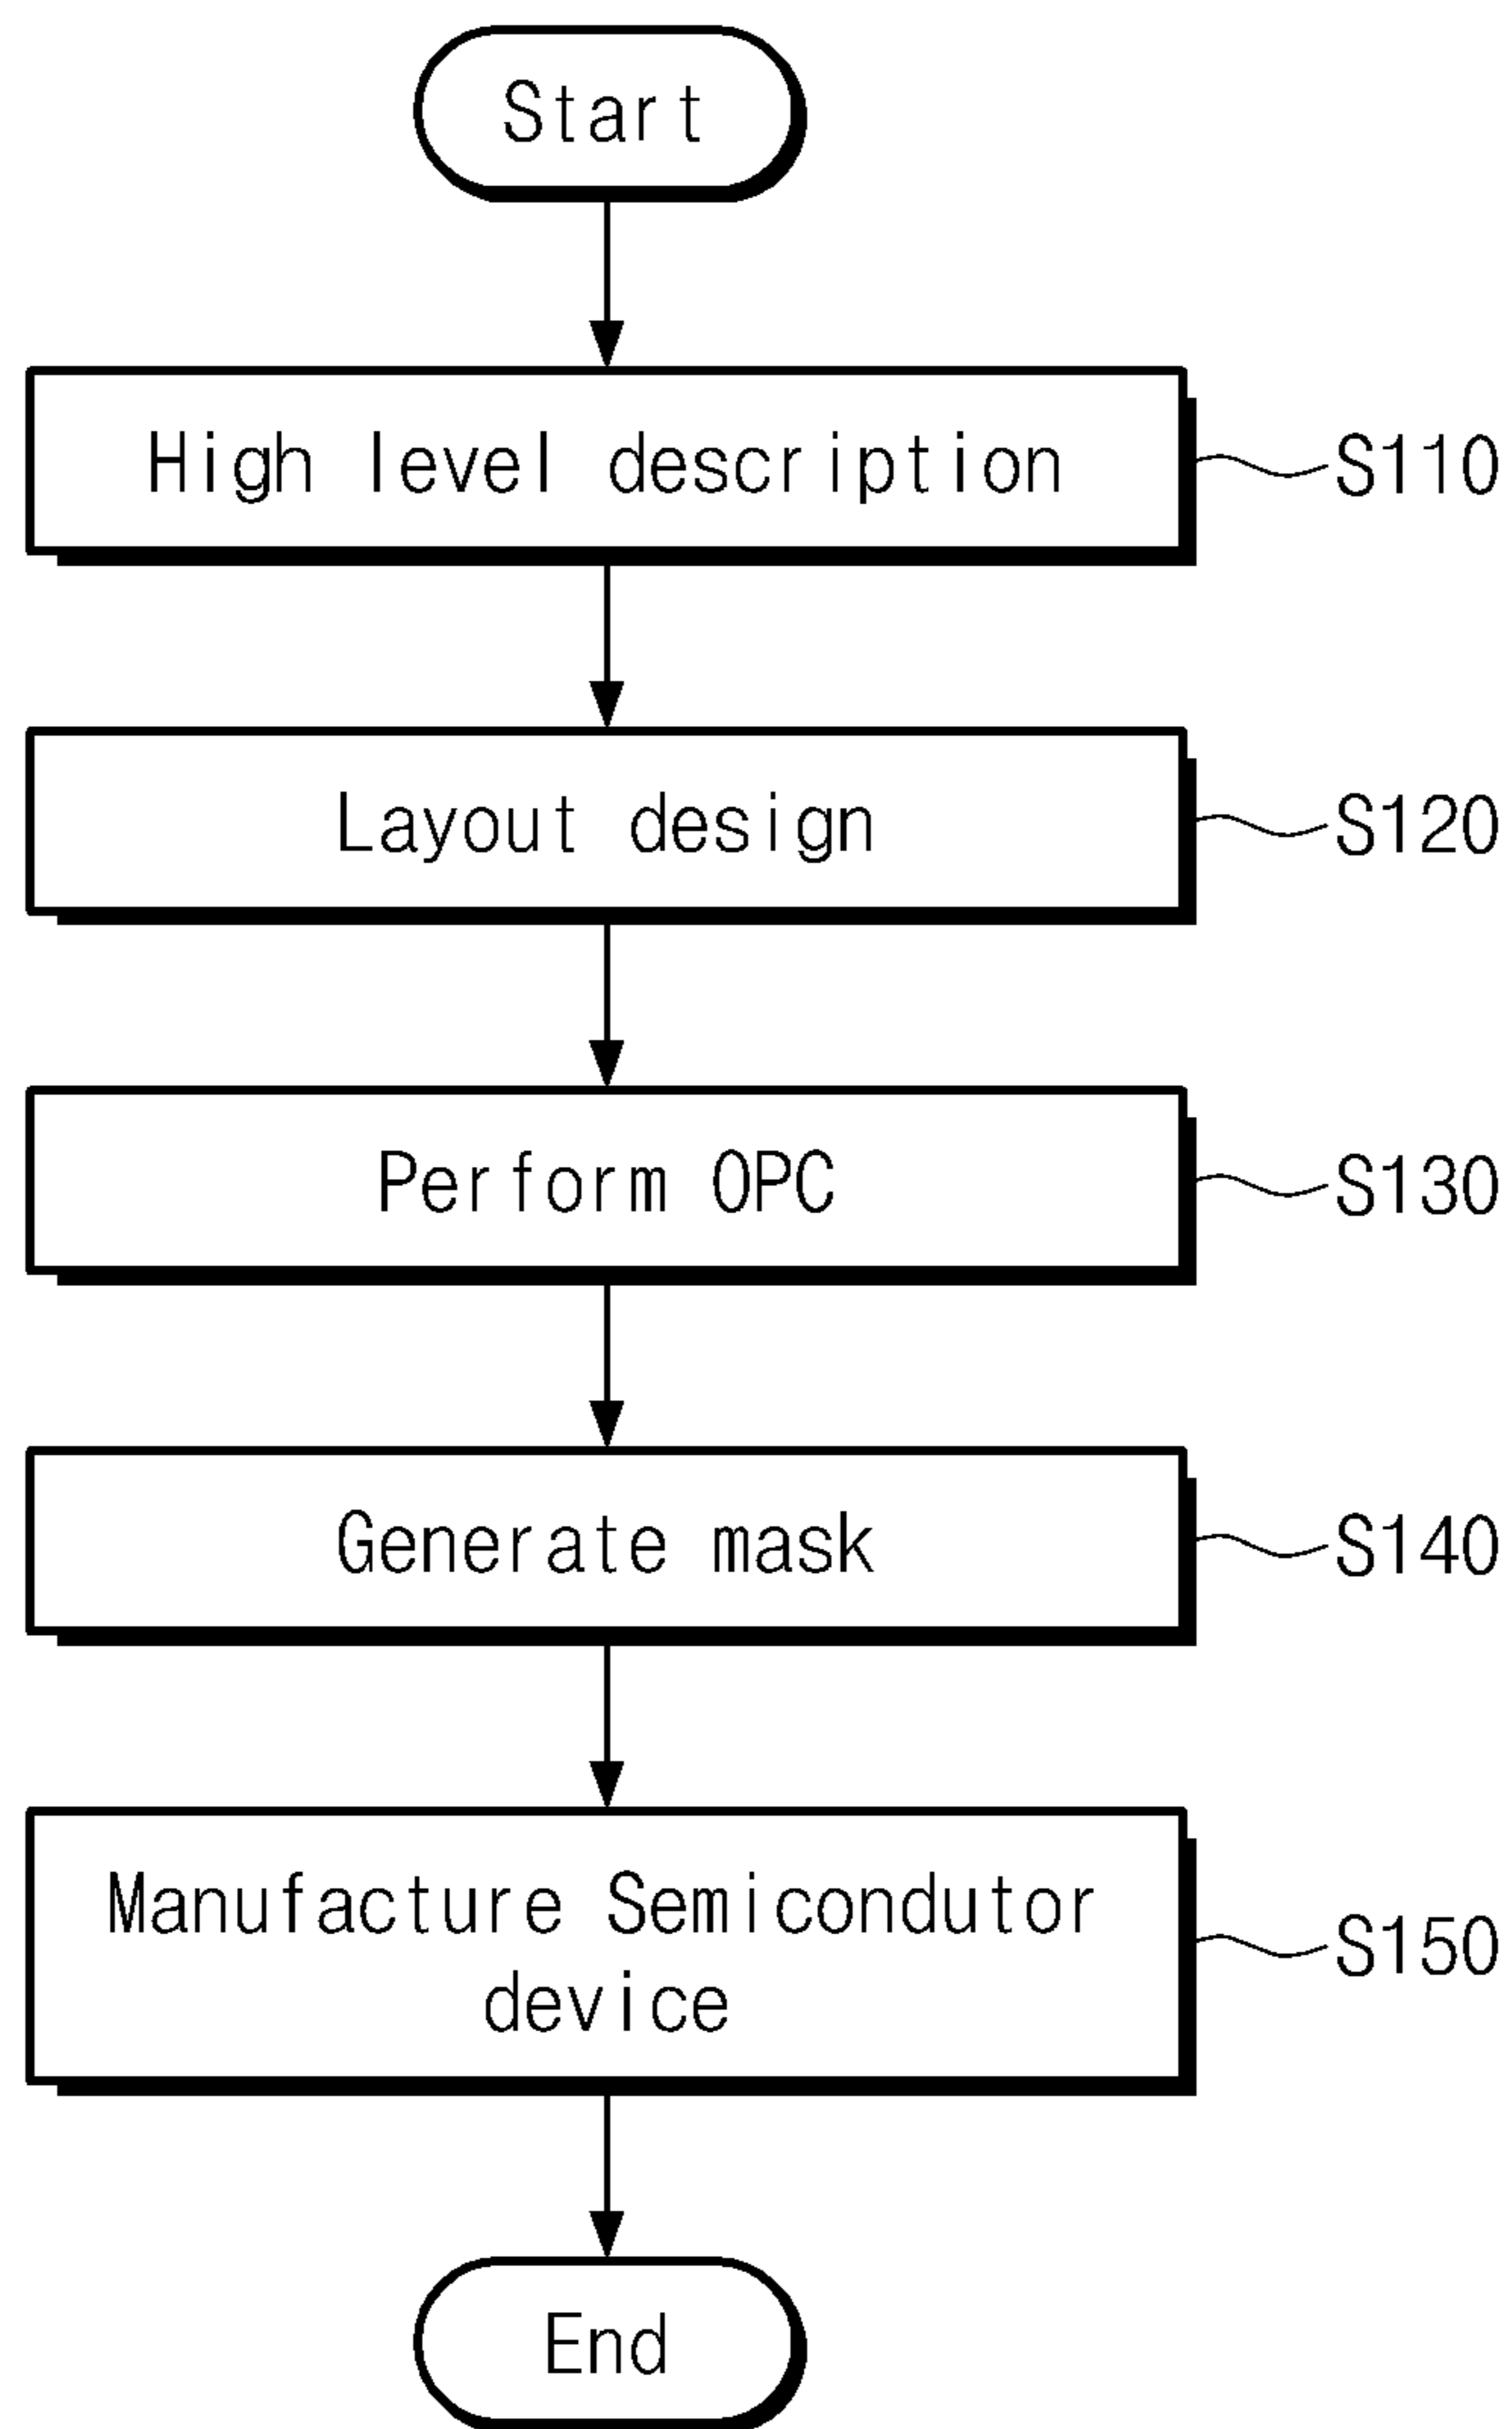 Start
High level description
S110
Layout design
S120
Perform OPC
S130
Generate mask
S140
Manufacture Semicondutor
device
S150
End